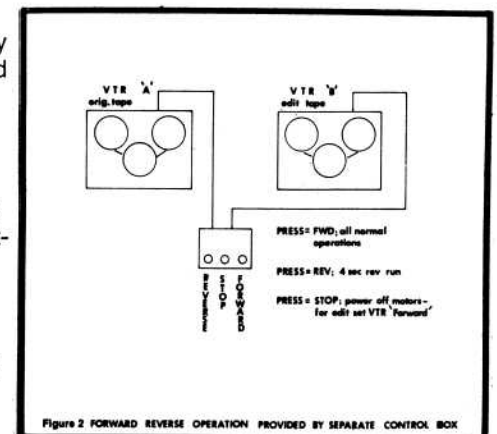 y
d
-
VTR 'A'
orig. tape
VTR 'B'
edit tape
PRESS= FWD; all normal
operations
PRESS= REV; 4 sec rev run
PRESS= STOP; power off motors-
for edit set VTR 'Forward'
REVERSE
STOP
FORWARD
Figure 2 FORWARD REVERSE OPERATION PROVIDED BY SEPARATE CONTROL BOX